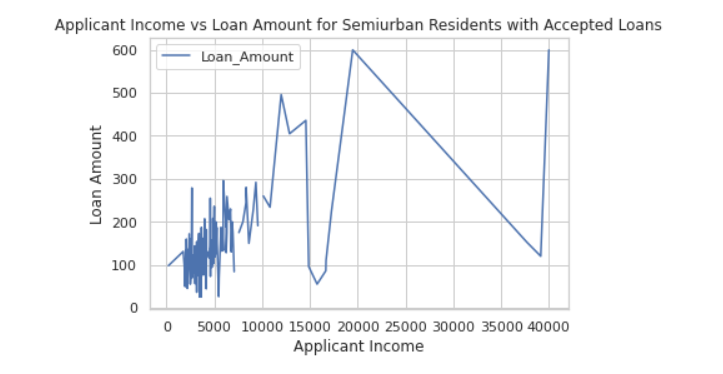 Applicant Income vs Loan Amount for Semiurban Residents with Accepted Loans
Loan_Amount
600
500
400
300
200
100
0
Loan Amount
0 5000 10000 15000 20000 25000 30000 35000 40000
Applicant Income